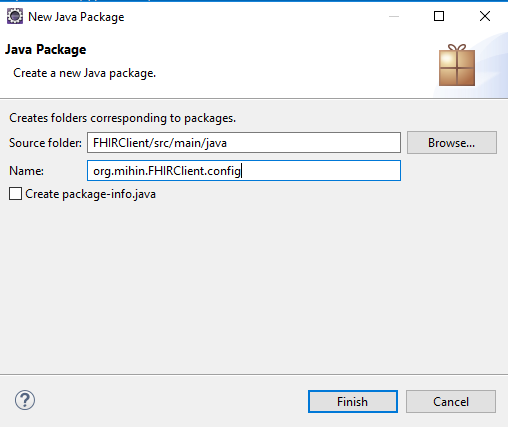 New Java Package
Java Package
Create a new Java package.
Creates folders corresponding to packages.
Source folder: FHIRClient/src/main/java Browse...
Name: org.mihin.FHIRClient.config
Create package-info.java
? Finish Cancel